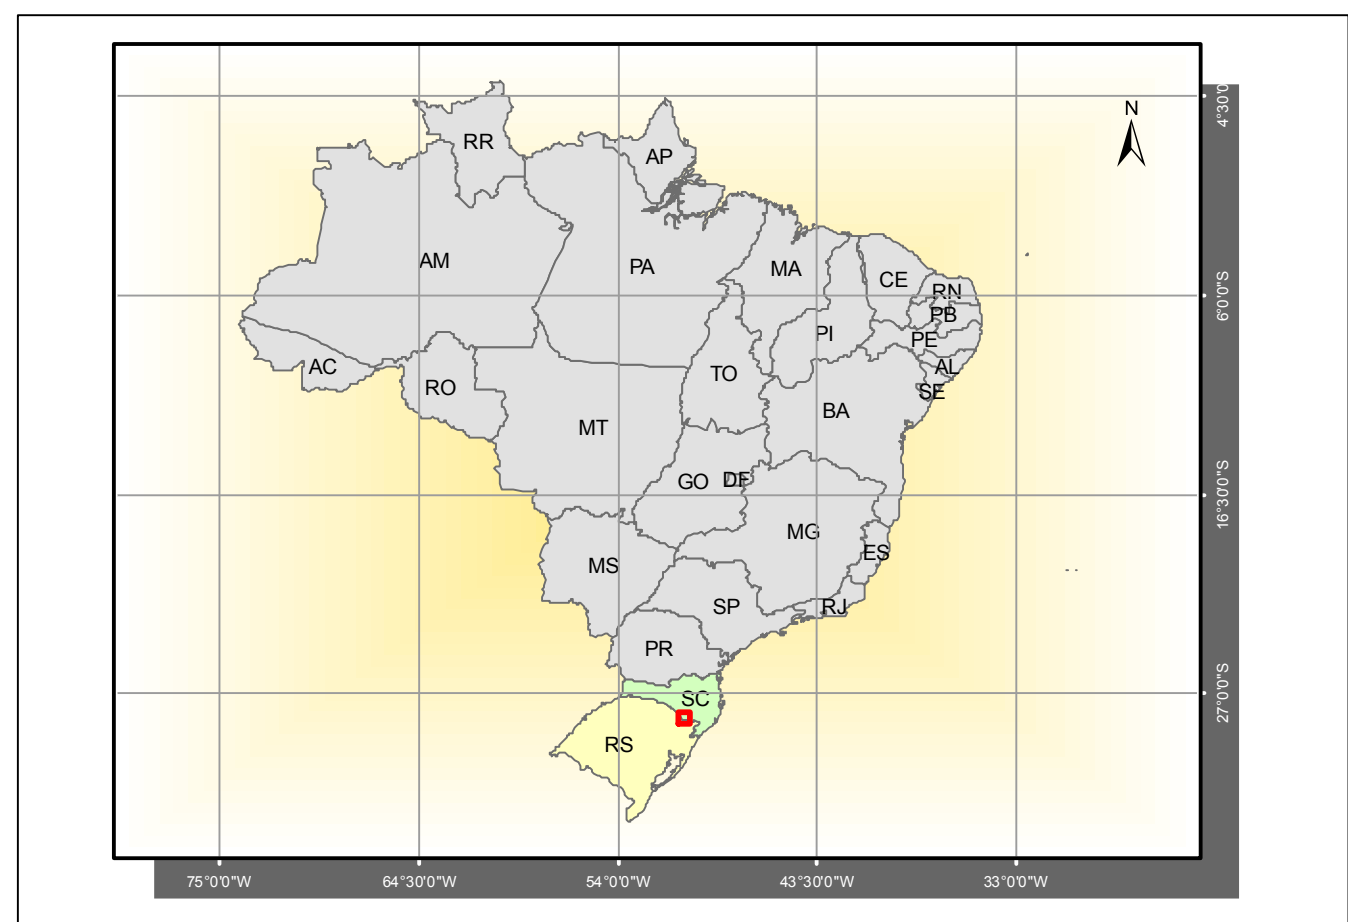 N
4°30'0
RR
AP
AM
PA
MA
CE
RN
6°0'0"S
PB
PI
PE
AC
AL
TO
RO
SE
BA
MT
GO
DF
16°30'0"S
MG
ES
MS
SP
RJ
PR
SC
27°0'0"S
RS
75°0'0"W
64°30'0"W
54°0'0"W
43°30'0"W
33°0'0"W